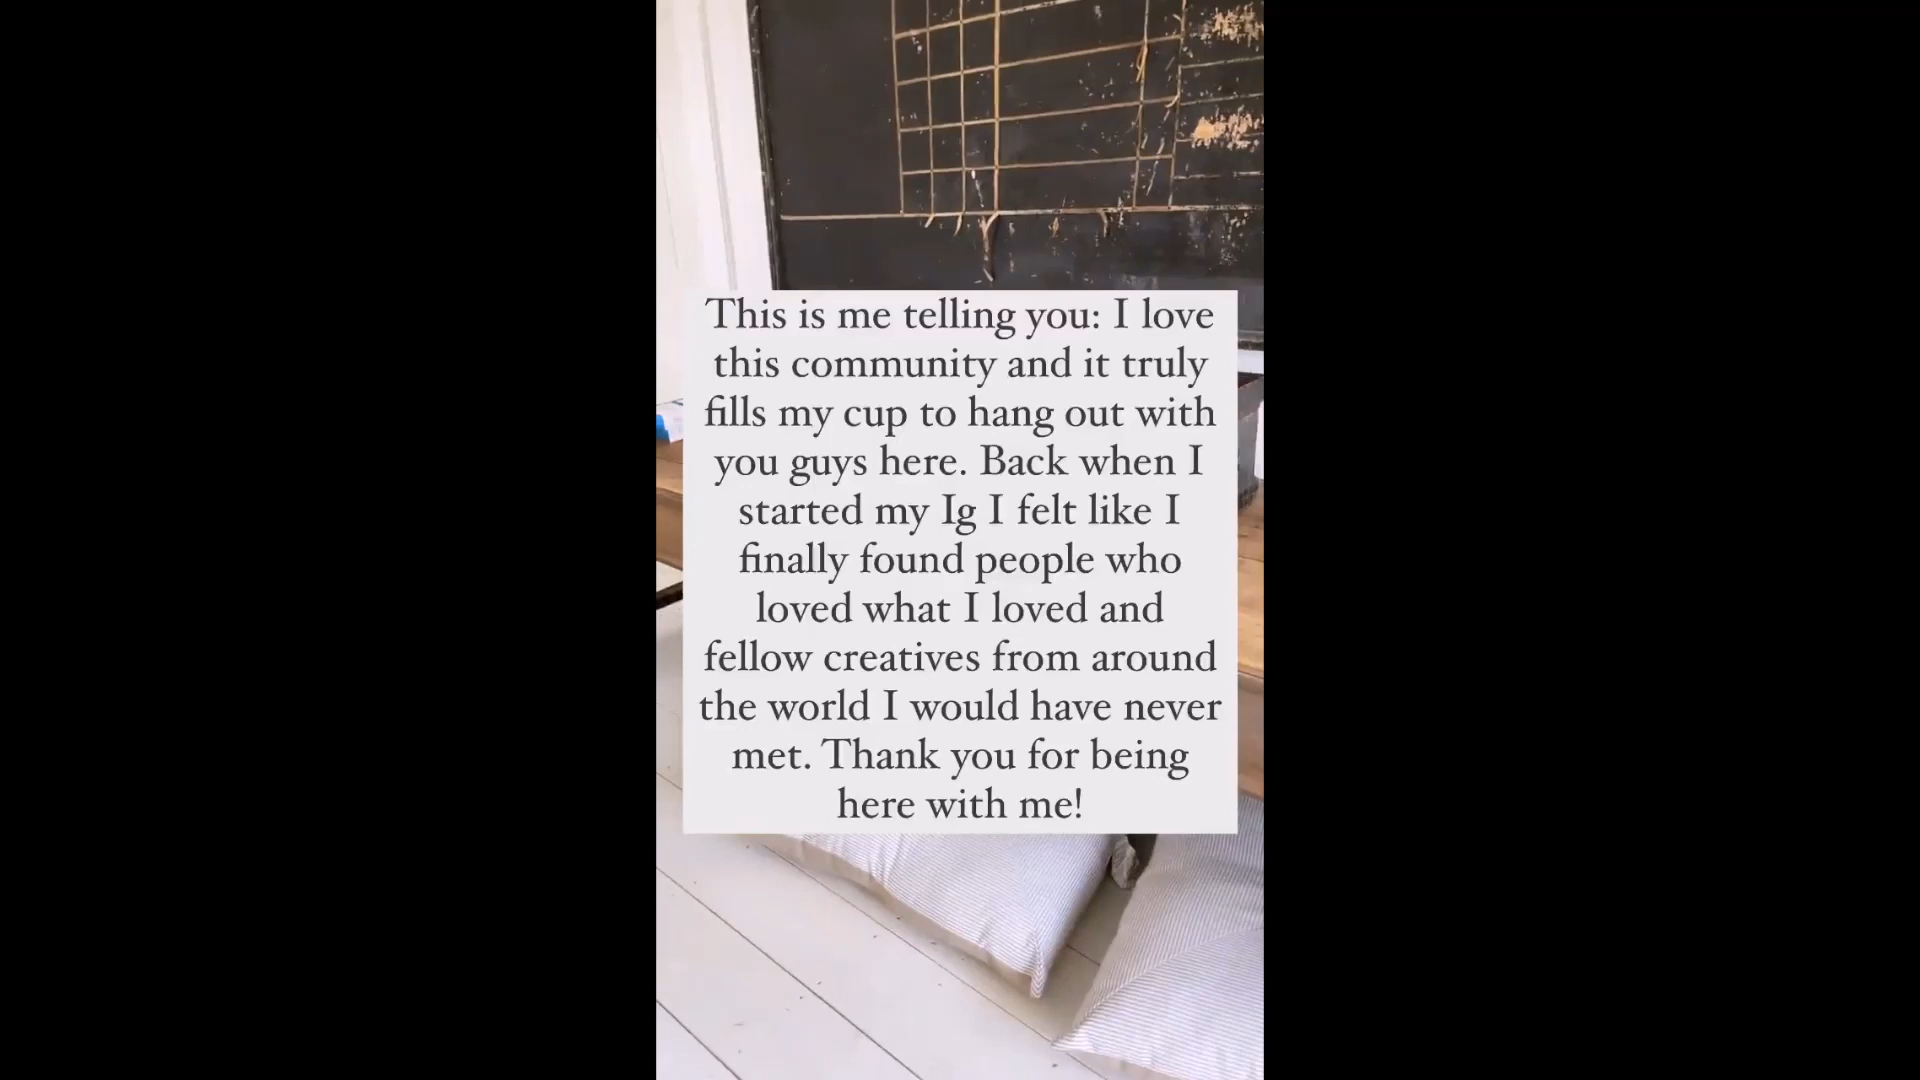 This is me telling you: I love
this community and it truly
fills my cup to hang out with
you guys here. Back when I
started my Ig I felt like I
finally found people who
loved what I loved and
fellow creatives from around
the world I would have never
met. Thank you for being
here with me!